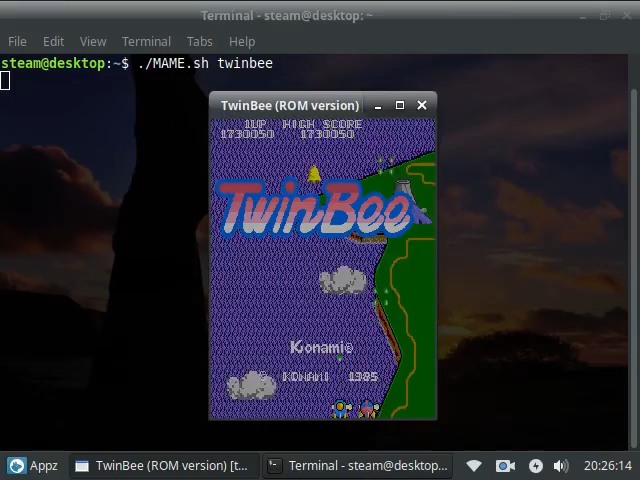 Terminal - steam@desktop: ~
File Edit View Terminal Tabs Help
steam@desktop:~$ ./MAME.sh twinbee
TwinBee (ROM version)
1UP HIGH SCORE
1730050 1730050
TwinBee
Konami®
KONAMI 1985
Appz
TwinBee (ROM version) [t...
Terminal - steam@desktop...
20:26:14